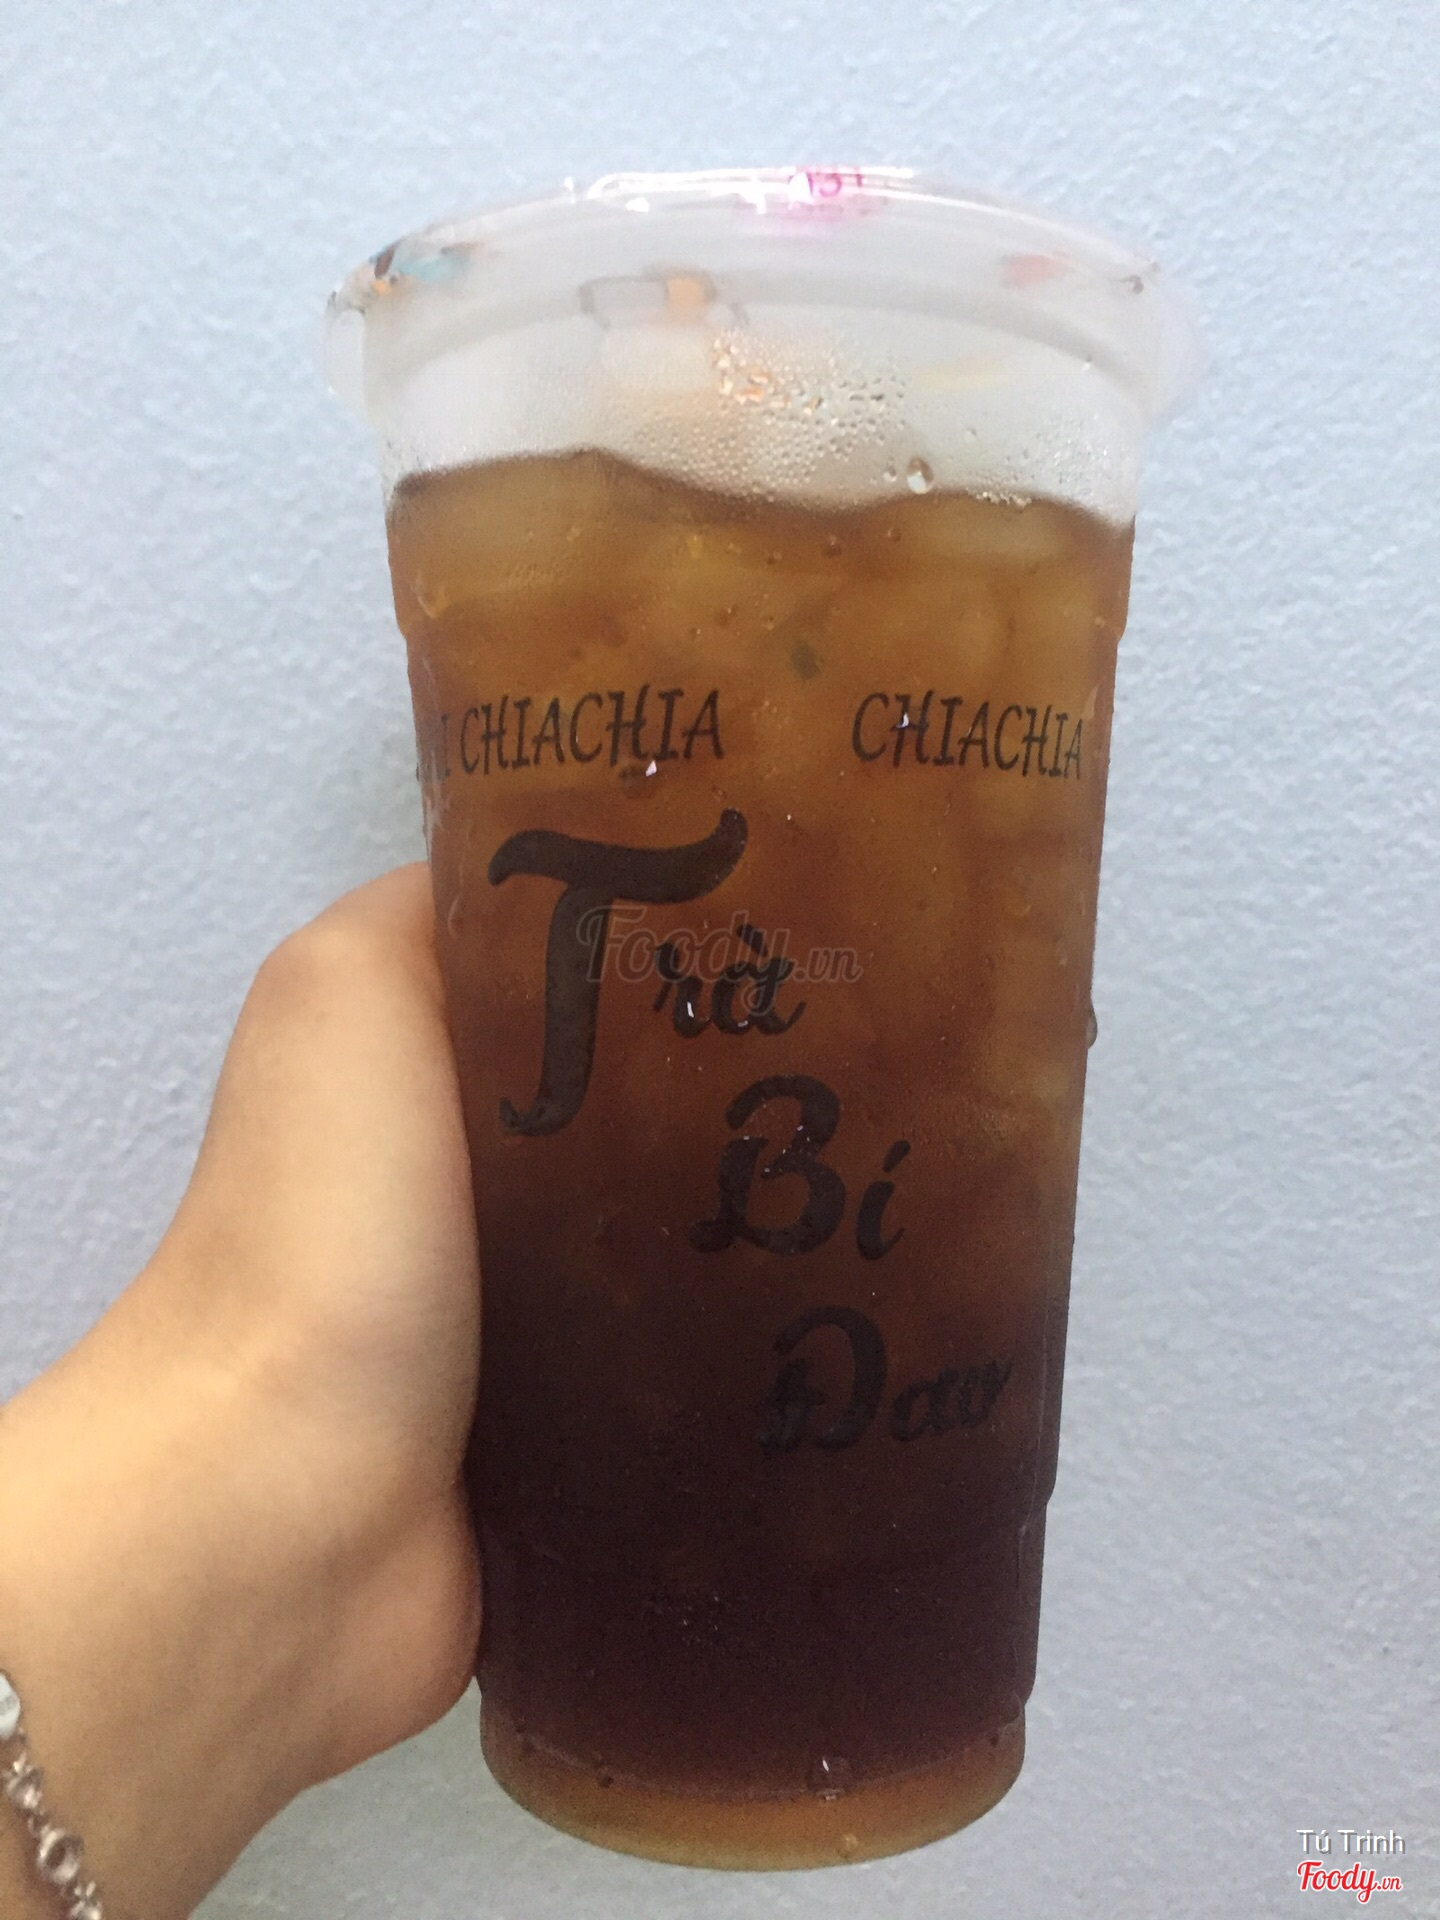 CHIACHIA CHIACHIA
Trà
Foody.vn
Bí
Đao
Tú Trinh
Foody.vn